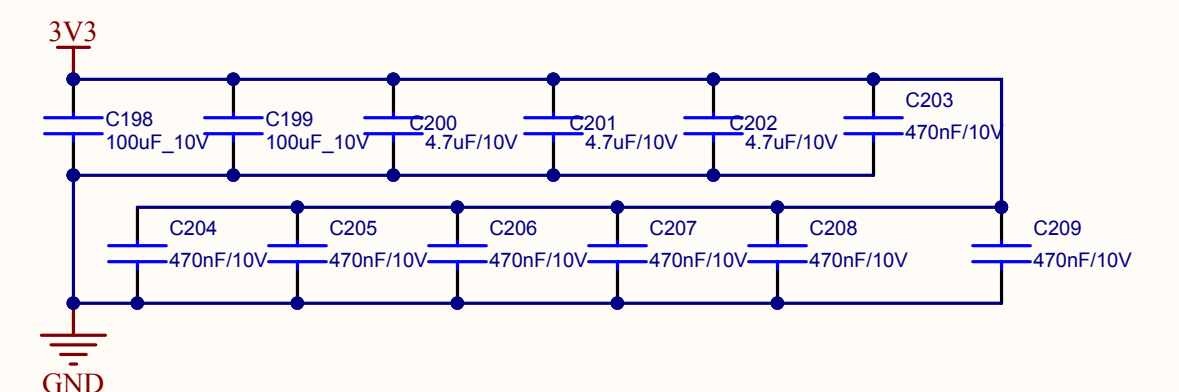 3V3
C198
100uF_10V
C199
100uF_10V
C200
4.7uF/10V
C201
4.7uF/10V
C202
4.7uF/10V
C203
470nF/10V
C204
470nF/10V
C205
470nF/10V
C206
470nF/10V
C207
470nF/10V
C208
470nF/10V
C209
470nF/10V
GND